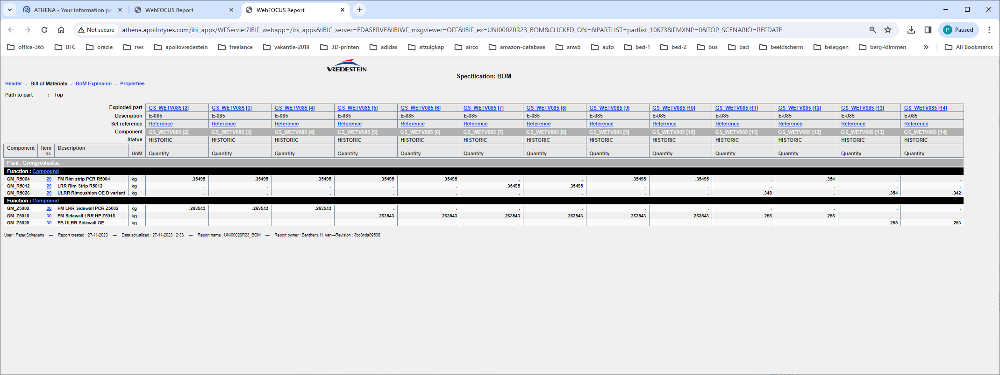 ATHENA - Your information po
WebFOCUS Report
WebFOCUS Report
Not secure
athena.apollotyres.com/ibi_apps/WFServlet?IBIF_webapp=/ibi_apps&IBIC_server=EDASERVE&IBIWF_msgviewer=OFF&IBIF_ex=UNI00020R23_BOM&CLICKED_ON=&PARTLIST=partlist_10673&FMXNP=0&TOP_SCENARIO=REFDATE
P Paused
office-365 BTC oracle rws apollovredestein freelance vakantie-2019 3D-printen adidas afzuigkap airco amazon-database anwb auto bed-1 bed-2 bus bad beeldscherm beleggen berg-klimmen » All Bookmarks
VREDESTEIN
Specification: BOM
Header - Bill of Materials - BoM Explosion - Properties
Path to part : Top
Exploded part GS_WETV085 [2] GS_WETV085 [3] GS_WETV085 [4] GS_WETV085 [5] GS_WETV085 [6] GS_WETV085 [7] GS_WETV085 [8] GS_WETV085 [9] GS_WETV085 [10] GS_WETV085 [11] GS_WETV085 [12] GS_WETV085 [13] GS_WETV085 [14]
Description E-085 E-085 E-085 E-085 E-085 E-085 E-085 E-085 E-085 E-085 E-085 E-085 E-085
Set reference Reference Reference Reference Reference Reference Reference Reference Reference Reference Reference Reference Reference Reference
Component GS_WETV085 [2] GS_WETV085 [3] GS_WETV085 [4] GS_WETV085 [5] GS_WETV085 [6] GS_WETV085 [7] GS_WETV085 [8] GS_WETV085 [9] GS_WETV085 [10] GS_WETV085 [11] GS_WETV085 [12] GS_WETV085 [13] GS_WETV085 [14]
Status HISTORIC HISTORIC HISTORIC HISTORIC HISTORIC HISTORIC HISTORIC HISTORIC HISTORIC HISTORIC HISTORIC HISTORIC HISTORIC
Component Item Description
nr. UoM Quantity Quantity Quantity Quantity Quantity Quantity Quantity Quantity Quantity Quantity Quantity Quantity Quantity
Plant : Gyöngyöshalász
Function : Compound
GM_R5004 20 FM Rim strip PCR R5004 kg .35495 .35495 .35495 .35495 .35495 . . .35495 .35495 . .354 . .
GM_R5012 20 LRR Rim Strip R5012 kg . . . . . .35495 .35495 . . . . . .
GM_R5026 20 ULRR Rimcushion OE D variant kg . . . . . . . . . .348 . .354 .342
Function : Compound
GM_Z5002 30 FM LRR Sidewall PCR Z5002 kg .263543 .263543 .263543 . . . . . . . . . .
GM_Z5018 30 FM Sidewall LRR HP Z5018 kg . . . .263543 .263543 .263543 .263543 .263543 .263543 .258 .258 . .
GM_Z5020 30 FB ULRR Sidewall OE kg . . . . . . . . . . . .258 .253
User : Peter.Schepens — Report created : 27-11-2023 — Data actualized : 27-11-2023 12:33 — Report name : UNI00020R23_BOM — Report owner : Benthem, H. van—Revision : 3bc8cda09538